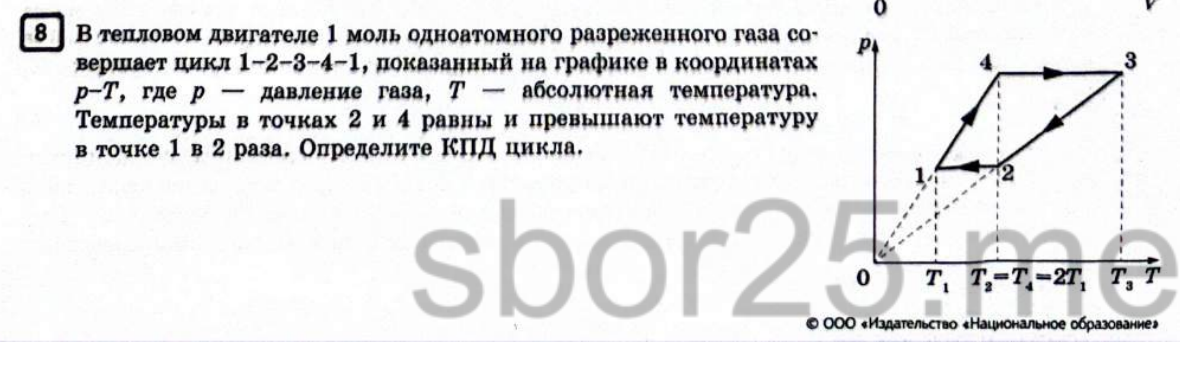 0 V
8 В тепловом двигателе 1 моль одноатомного разреженного газа со-
вершает цикл 1–2–3–4–1, показанный на графике в координатах
p–T, где p — давление газа, T — абсолютная температура.
Температуры в точках 2 и 4 равны и превышают температуру
в точке 1 в 2 раза. Определите КПД цикла.
p
4 3
1 2
0 T₁ T₂=T₄=2T₁ T₃ T
sbor25.me
© ООО «Издательство «Национальное образование»